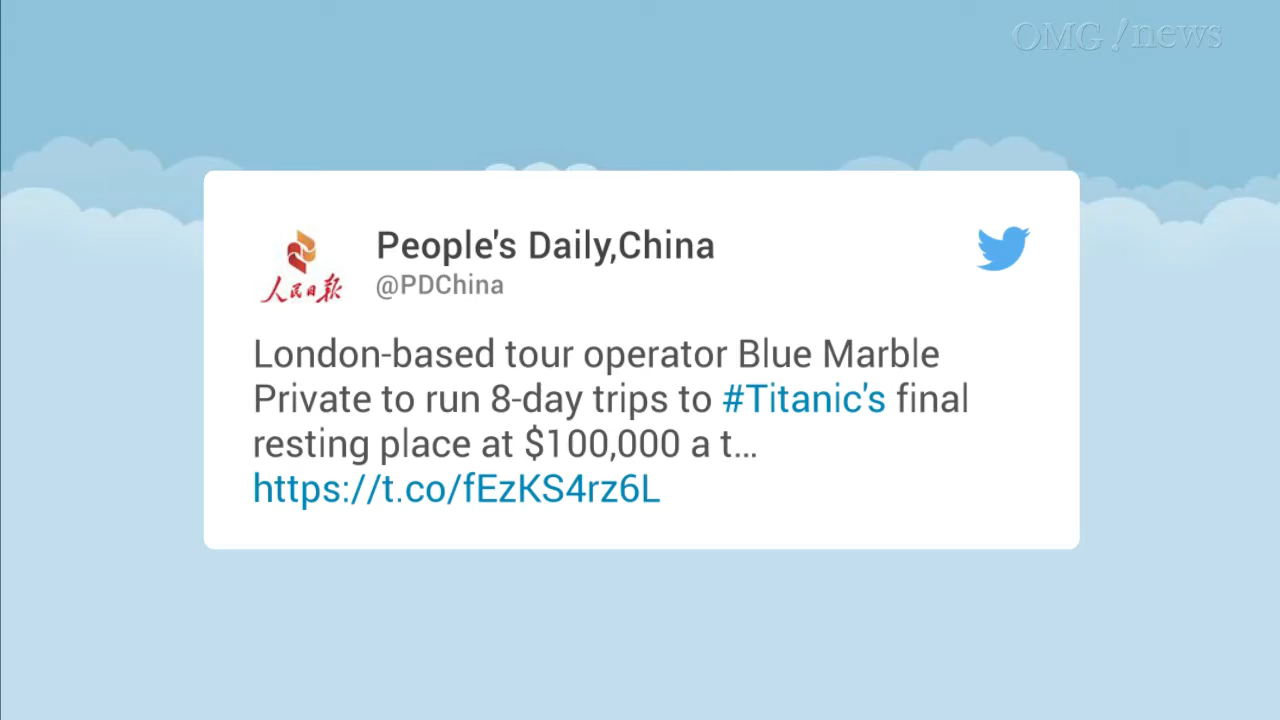 OMG!news
People's Daily,China
@PDChina
人民日报
London-based tour operator Blue Marble
Private to run 8-day trips to #Titanic's final
resting place at $100,000 a t...
https://t.co/fEzKS4rz6L